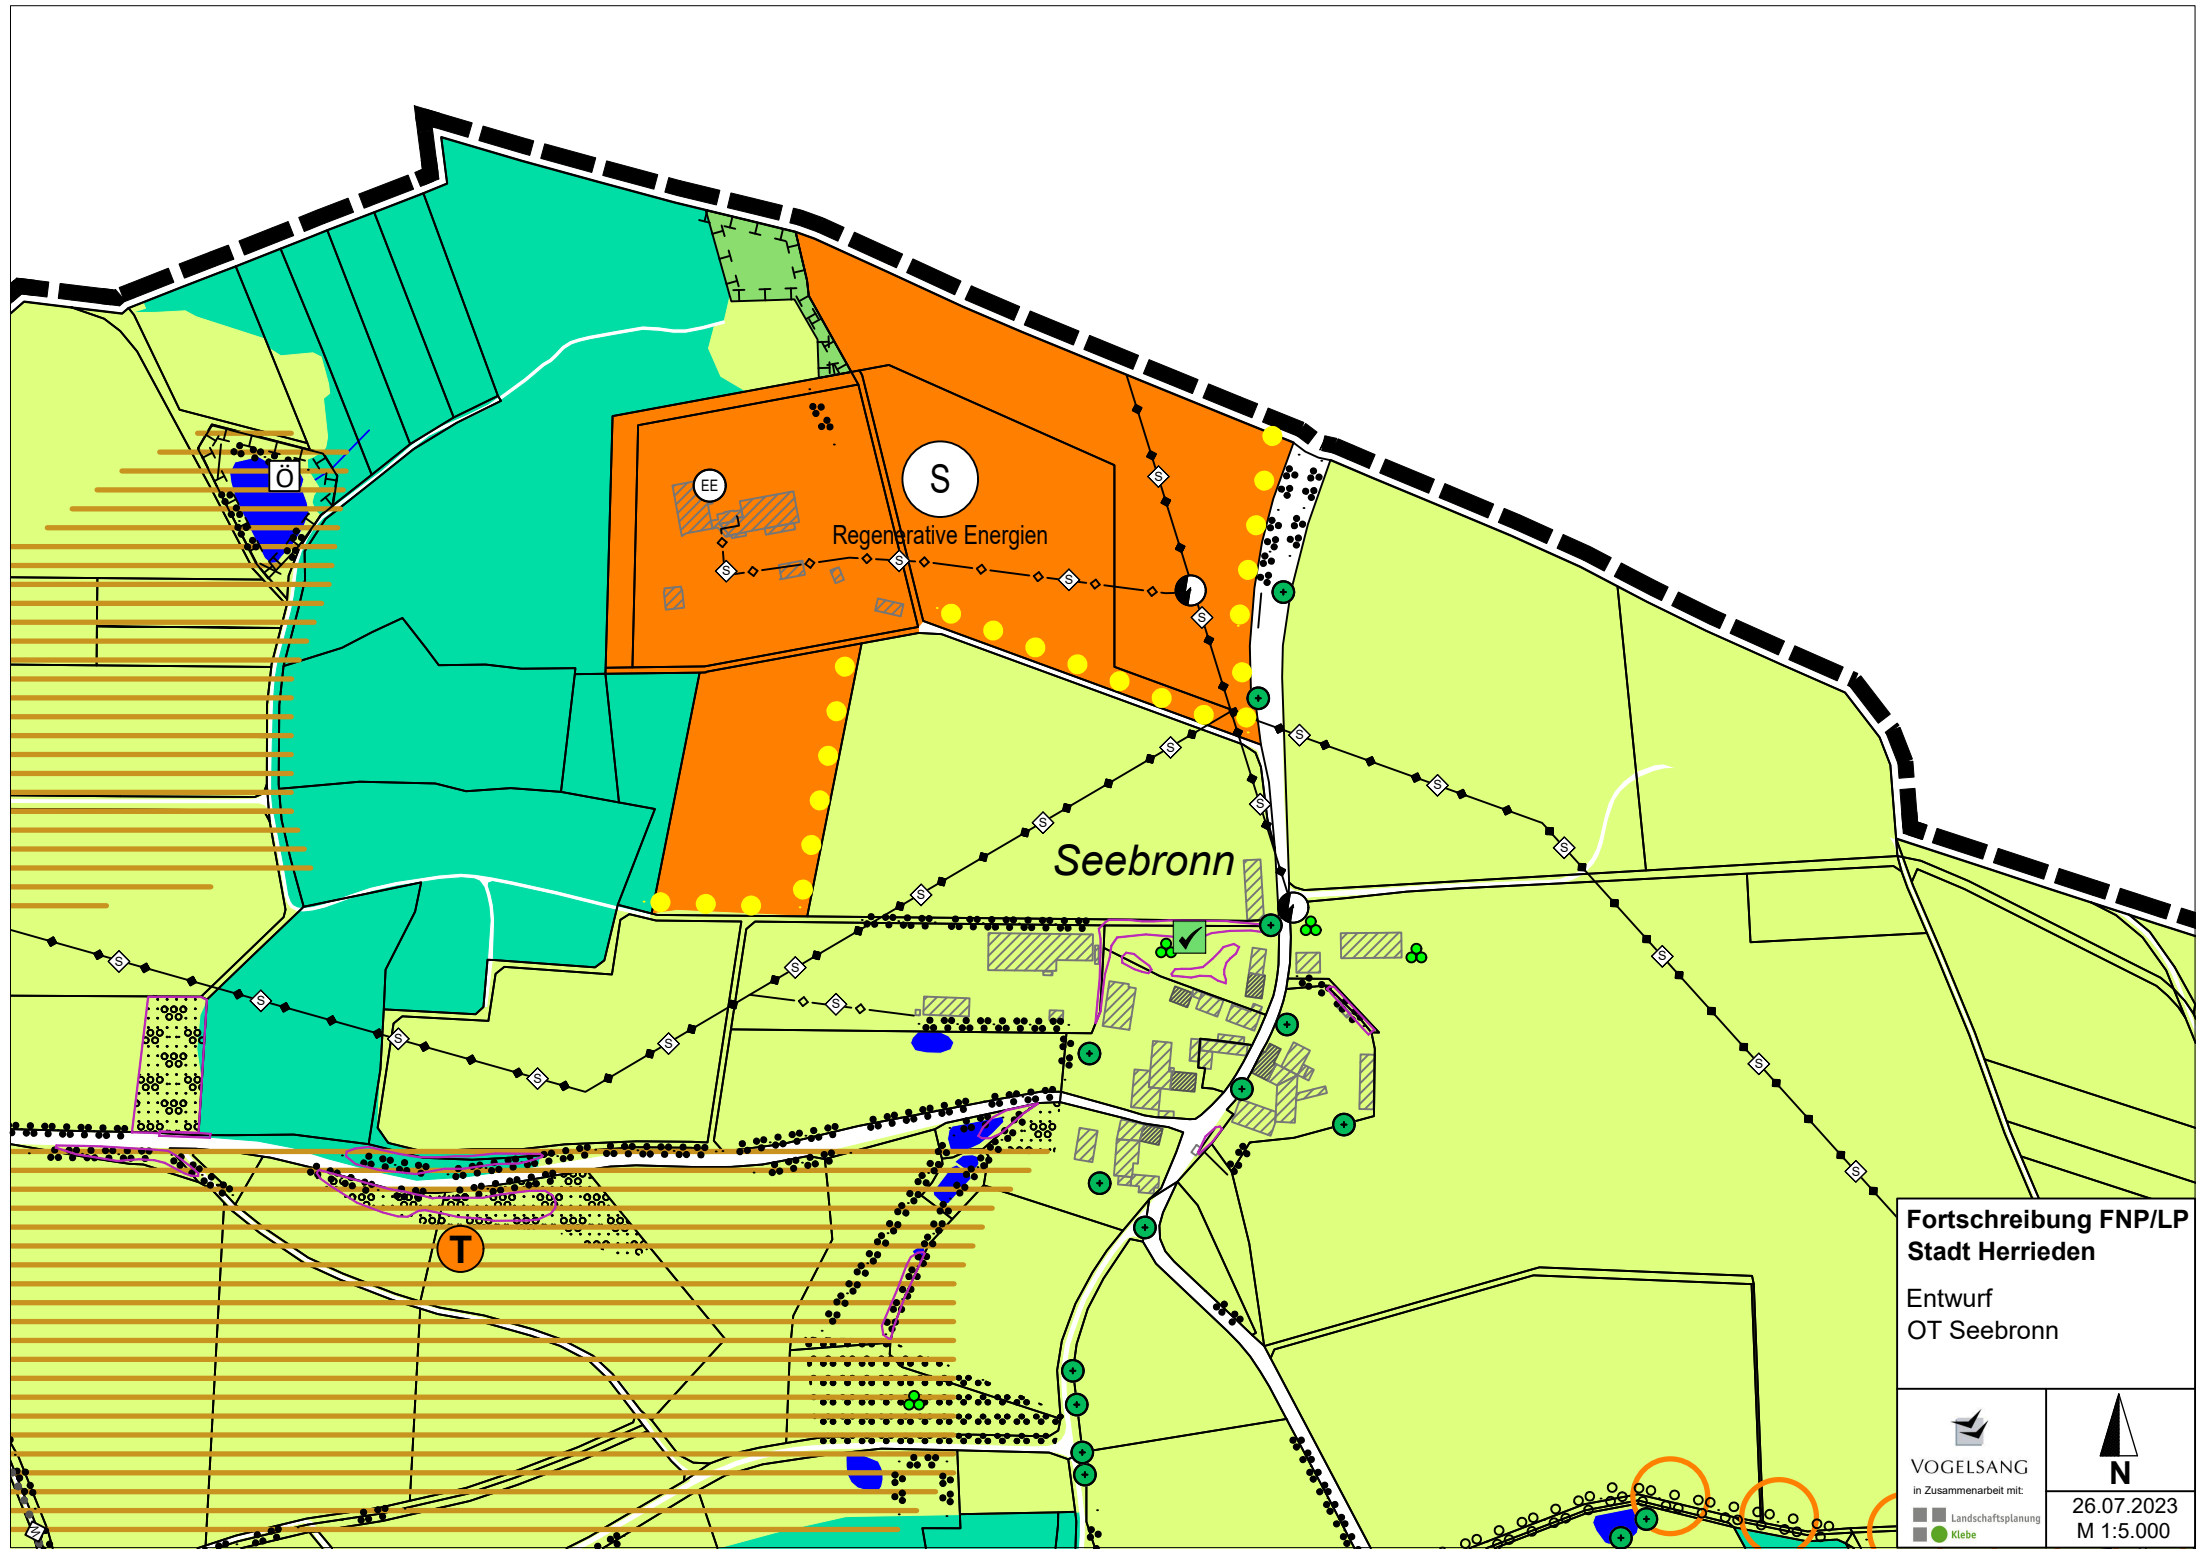 Ö
EE
S
Regenerative Energien
S
S
S
S
S
S
S
S
S
S
Seebronn
S
S
S
S
S
S
S
S
S
S
S
S
T
Fortschreibung FNP/LP
Stadt Herrieden
Entwurf
OT Seebronn
VOGELSANG
in Zusammenarbeit mit:
Landschaftsplanung
Klebe
N
26.07.2023
M 1:5.000